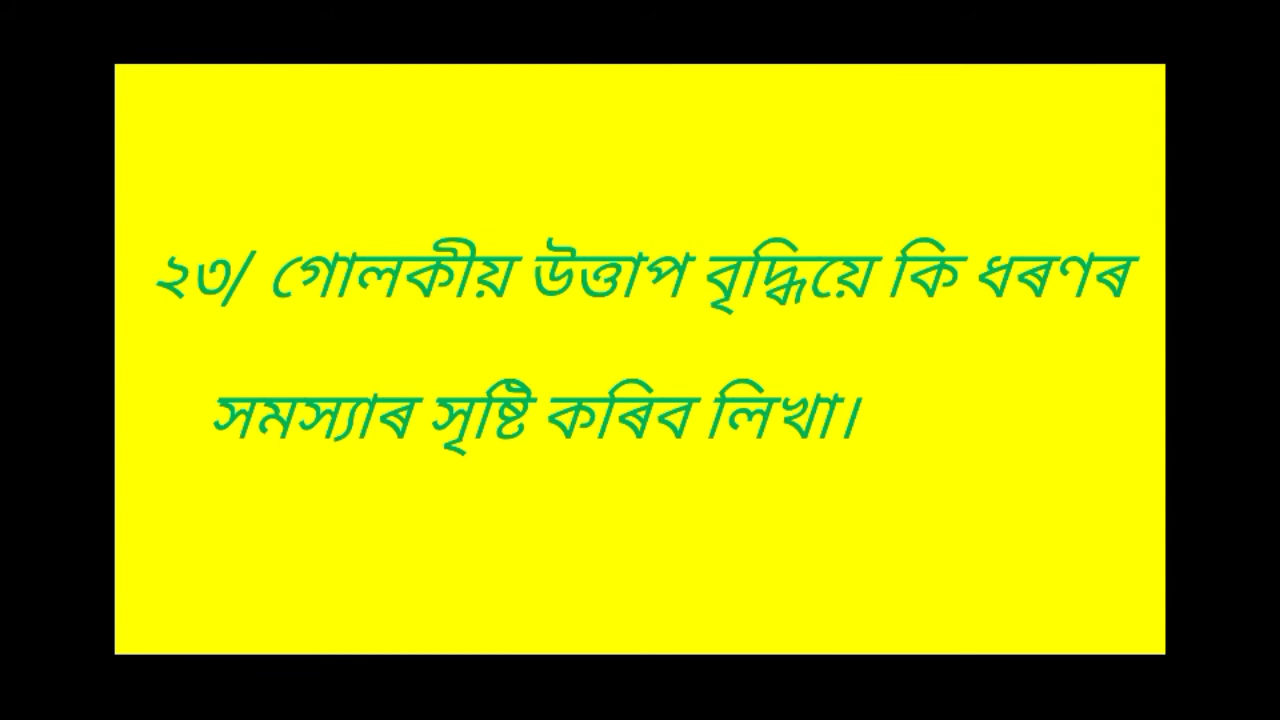 ২৩/ গোলকীয় উত্তাপ বৃদ্ধিয়ে কি ধৰণৰ
সমস্যাৰ সৃষ্টি কৰিব লিখা।